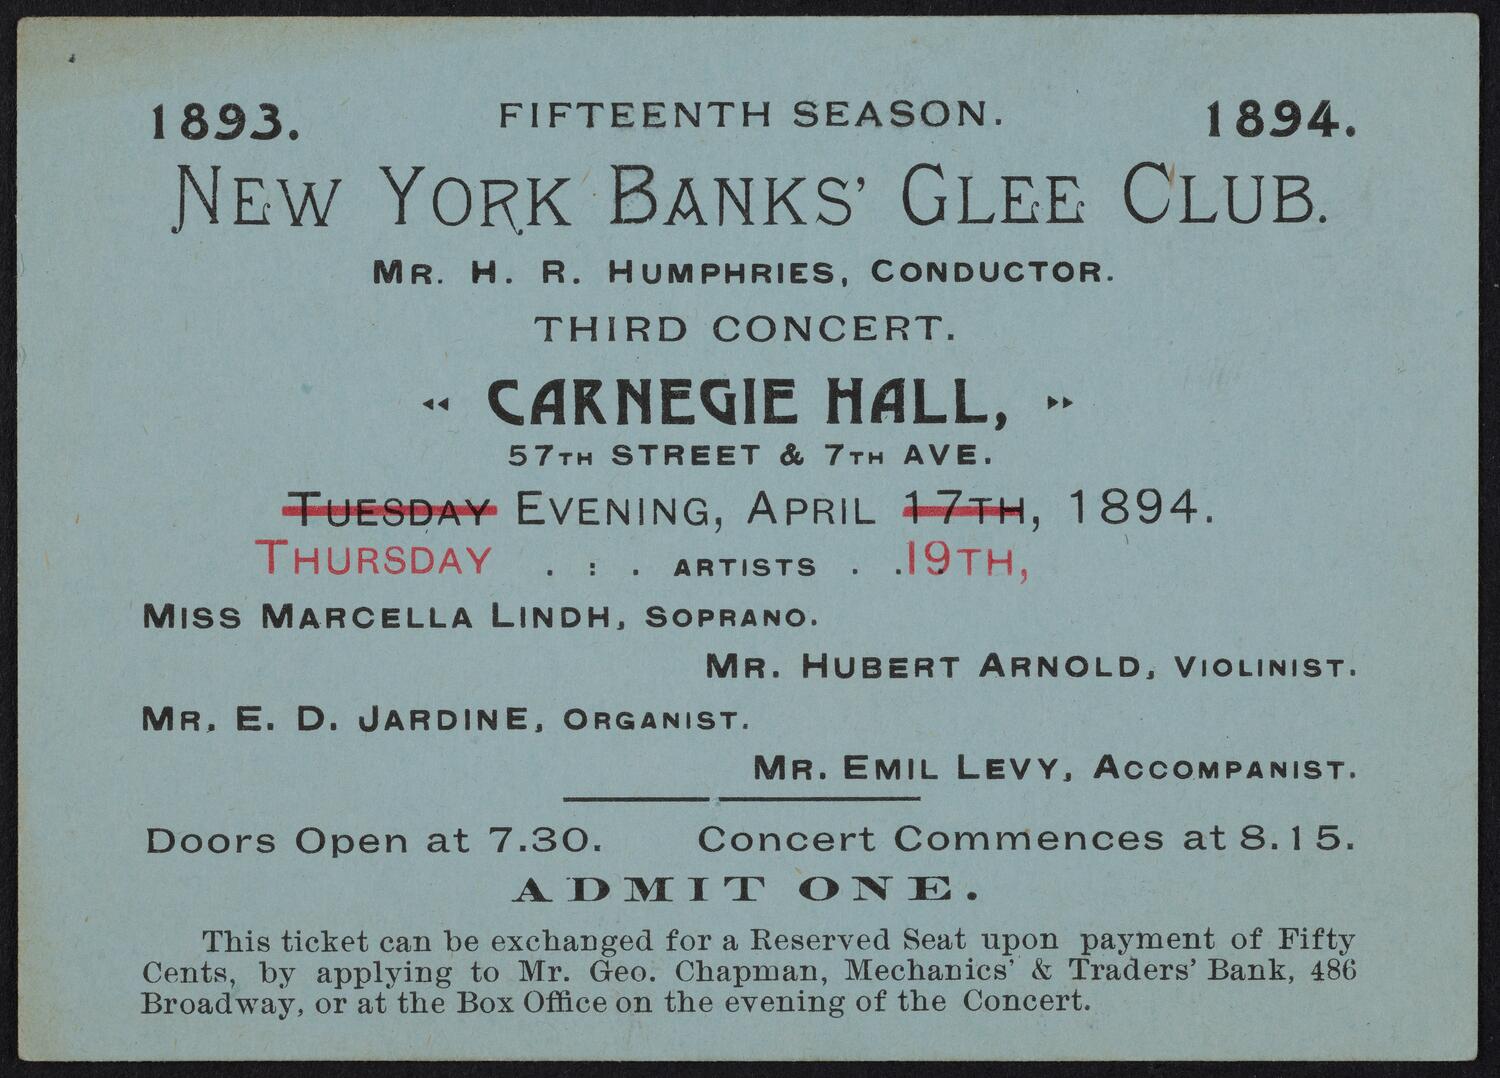 1893. FIFTEENTH SEASON. 1894.
NEW YORK BANKS' GLEE CLUB.
MR. H. R. HUMPHRIES, CONDUCTOR.
THIRD CONCERT.
CARNEGIE HALL,
57TH STREET & 7TH AVE.
TUESDAY EVENING, APRIL 17TH, 1894.
THURSDAY . : . ARTISTS . . . 19TH,
MISS MARCELLA LINDH, SOPRANO.
MR. HUBERT ARNOLD, VIOLINIST.
MR. E. D. JARDINE, ORGANIST.
MR. EMIL LEVY, ACCOMPANIST.
Doors Open at 7.30. Concert Commences at 8.15.
ADMIT ONE.
This ticket can be exchanged for a Reserved Seat upon payment of Fifty
Cents, by applying to Mr. Geo. Chapman, Mechanics' & Traders' Bank, 486
Broadway, or at the Box Office on the evening of the Concert.